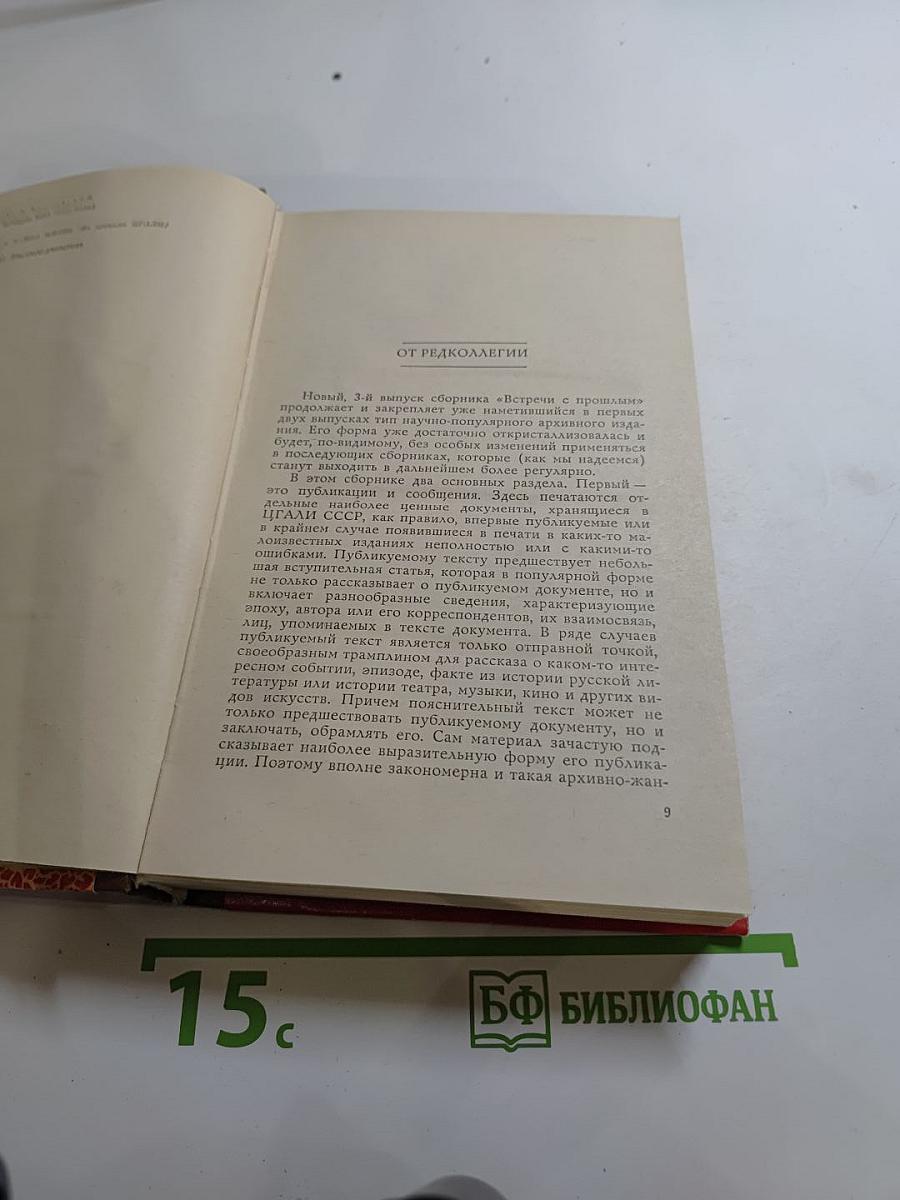 ОТ РЕДКОЛЛЕГИИ
Новый, 3-й выпуск сборника «Встречи с прошлым»
продолжает и закрепляет уже наметившийся в первых
двух выпусках тип научно-популярного архивного изда-
ния. Его форма уже достаточно откристаллизовалась и
будет, по-видимому, без особых изменений применяться
в последующих сборниках, которые (как мы надеемся)
станут выходить в дальнейшем более регулярно.
В этом сборнике два основных раздела. Первый —
это публикации и сообщения. Здесь печатаются от-
дельные наиболее ценные документы, хранящиеся в
ЦГАЛИ СССР, как правило, впервые публикуемые или
в крайнем случае появившиеся в печати в каких-то ма-
лоизвестных изданиях неполностью или с какими-то
ошибками. Публикуемому тексту предшествует неболь-
шая вступительная статья, которая в популярной форме
не только рассказывает о публикуемом документе, но и
включает разнообразные сведения, характеризующие
эпоху, автора или его корреспондентов, их взаимосвязь,
лиц, упоминаемых в тексте документа. В ряде случаев
публикуемый текст является только отправной точкой,
своеобразным трамплином для рассказа о каком-то инте-
ресном событии, эпизоде, факте из истории русской ли-
тературы или истории театра, музыки, кино и других ви-
дов искусств. Причем пояснительный текст может не
только предшествовать публикуемому документу, но и
заключать, обрамлять его. Сам материал зачастую под-
сказывает наиболее выразительную форму его публика-
ции. Поэтому вполне закономерна и такая архивно-жан-
9
15 с
БФ БИБЛИОФАН